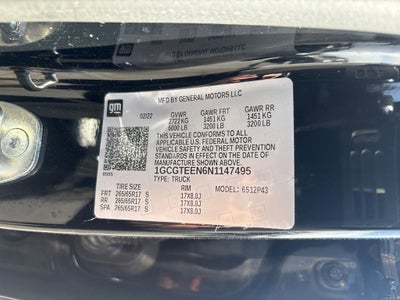 gm
MFD BY GENERAL MOTORS LLC
02/22 GVWR GAWR FRT GAWR RR
2722KG 1451 KG 1451 KG
6000 LB 3200 LB 3200 LB
THIS VEHICLE CONFORMS TO ALL
APPLICABLE U.S. FEDERAL MOTOR
VEHICLE SAFETY AND THEFT PREVENTION
STANDARDS IN EFFECT ON THE DATE OF
MANUFACTURE SHOWN ABOVE.
1GCGTEEN6N1147495
TYPE: TRUCK
TIRE SIZE RIM MODEL: 6512P43
FRT 265/65R17 S 17X8.0J
RR 265/65R17 S 17X8.0J
SPA 265/65R17 S 17X8.0J